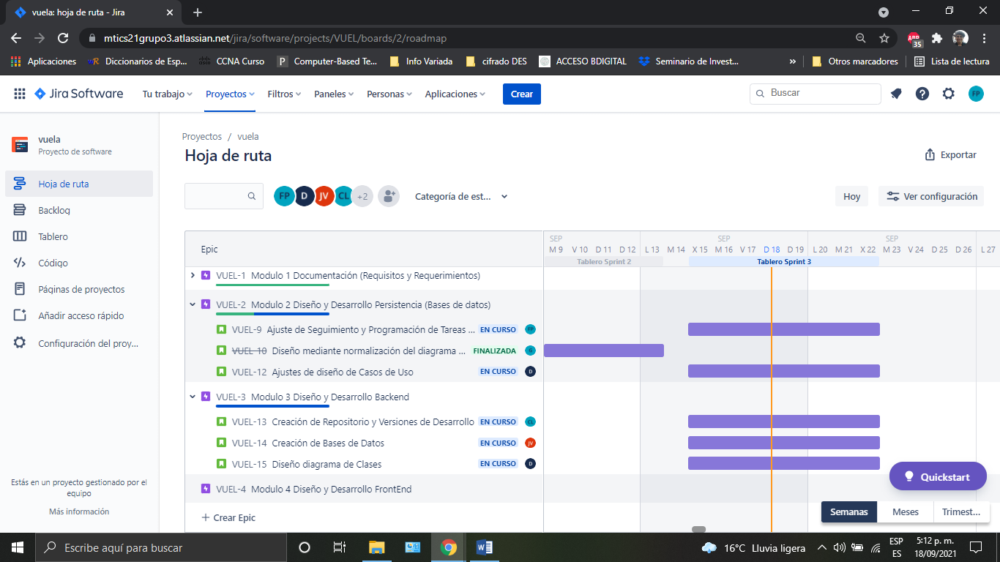 vuela: hoja de ruta - Jira
mtics21grupo3.atlassian.net/jira/software/projects/VUEL/boards/2/roadmap
ABP
35
Aplicaciones
Diccionarios de Esp...
CCNA Curso
Computer-Based Te...
Info Variada
cifrado DES
ACCESO BDIGITAL
Seminario de Invest...
»
Otros marcadores
Lista de lectura
Jira Software
Tu trabajo
Proyectos
Filtros
Paneles
Personas
Aplicaciones
Crear
Buscar
FP
vuela
Proyecto de software
Hoja de ruta
Backlog
Tablero
Código
Páginas de proyectos
Añadir acceso rápido
Configuración del proy...
Estás en un proyecto gestionado por el
equipo
Más información
Proyectos / vuela
Hoja de ruta
Exportar
FP D JV CL +2
Categoría de est...
Hoy
Ver configuración
Epic
SEP SEP SEP
M 9 V 10 D 11 D 12 L 13 M 14 X 15 M 16 V 17 D 18 D 19 L 20 M 21 X 22 M 23 V 24 D 25 D 26 L 27
Tablero Sprint 2 Tablero Sprint 3
VUEL-1 Modulo 1 Documentación (Requisitos y Requerimientos)
VUEL-2 Modulo 2 Diseño y Desarrollo Persistencia (Bases de datos)
VUEL-9 Ajuste de Seguimiento y Programación de Tareas ... EN CURSO FP
VUEL-10 Diseño mediante normalización del diagrama ... FINALIZADA G
VUEL-12 Ajustes de diseño de Casos de Uso EN CURSO D
VUEL-3 Modulo 3 Diseño y Desarrollo Backend
VUEL-13 Creación de Repositorio y Versiones de Desarrollo EN CURSO CL
VUEL-14 Creación de Bases de Datos EN CURSO JV
VUEL-15 Diseño diagrama de Clases EN CURSO D
VUEL-4 Modulo 4 Diseño y Desarrollo FrontEnd
+ Crear Epic
Quickstart
Semanas Meses Trimest...
Escribe aquí para buscar
16°C Lluvia ligera
ESP
ES
5:12 p. m.
18/09/2021